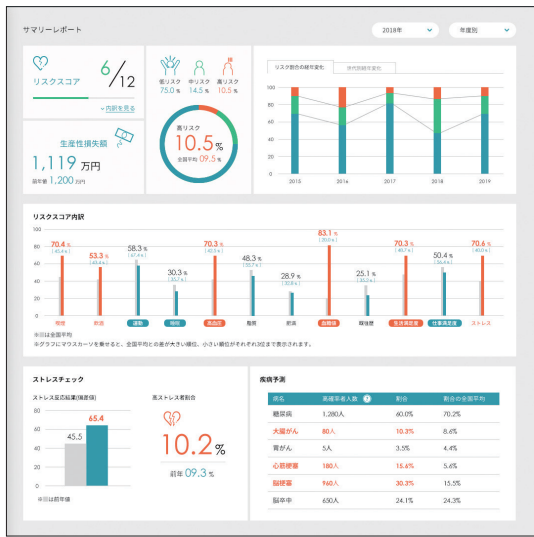 サマリーレポート
2018年
年度別
リスクスコア
6/12
内訳を見る
低リスク 中リスク 高リスク
75.0 % 14.5 % 10.5 %
高リスク
10.5%
全国平均 09.5 %
生産性損失額
1,119 万円
前年値 1,200 万円
リスク割合の経年変化
世代別経年変化
100
80
60
40
20
0
2015 2016 2017 2018 2019
リスクスコア内訳
100
80
60
40
20
0
70.4 %
53.3 %
58.3 %
30.3 %
70.3 %
48.3 %
28.9 %
83.1 %
25.1 %
70.3 %
50.4 %
70.6 %
喫煙 飲酒 運動 睡眠 高血圧 脂質 肥満 血糖値 既往歴 生活満足度 仕事満足度 ストレス
※□は全国平均
※グラフにマウスカーソルを乗せると、全国平均との差が大きい順位、小さい順位がそれぞれ3位まで表示されます。
ストレスチェック
ストレス反応結果(偏差値)
80
60
40
20
0
45.5
65.4
※□は前年値
高ストレス者割合
10.2%
前年 09.3 %
疾病予測
病名 高確率者人数 ? 割合 割合の全国平均
糖尿病 1,280人 60.0% 70.2%
大腸がん 80人 10.3% 8.6%
胃がん 5人 3.5% 4.4%
心筋梗塞 180人 15.6% 5.6%
脳梗塞 960人 30.3% 15.5%
脳卒中 650人 24.1% 24.3%